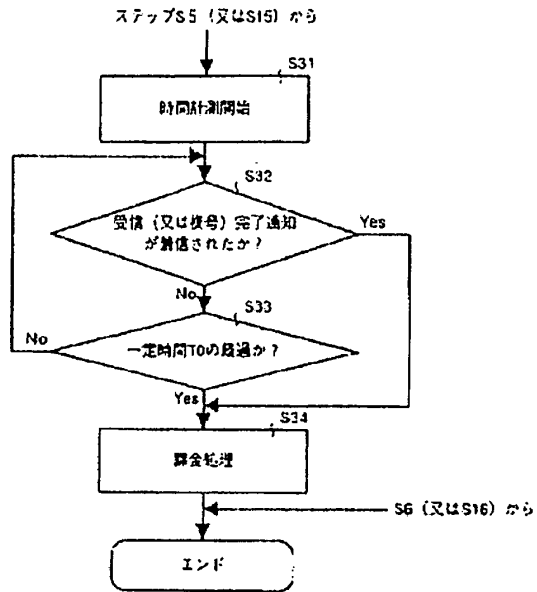 ステップS5（又はS15）から
S31
時間計測開始
S32
受信（又は復号）完了通知
が着信されたか？
Yes
No
S33
No
一定時間T0の経過か？
Yes
S34
課金処理
S6（又はS16）から
エンド